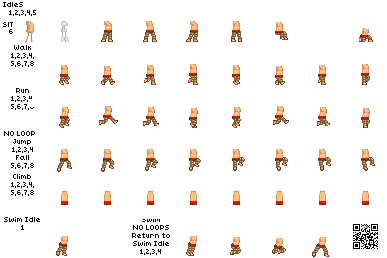 IdleS
1,2,3,4,5
SIT
6
Walk
1,2,3,4,
5,6,7,8
Run
1,2,3,
5,6,7,
NO LOOP
Jump
1,2,3,4
Fall
5,6,7,8
Climb
1,2,3,4,
5,6,7,8
Swim Idle
1
Swim
NO LOOPS
Return to
Swim Idle
1,2,3,4